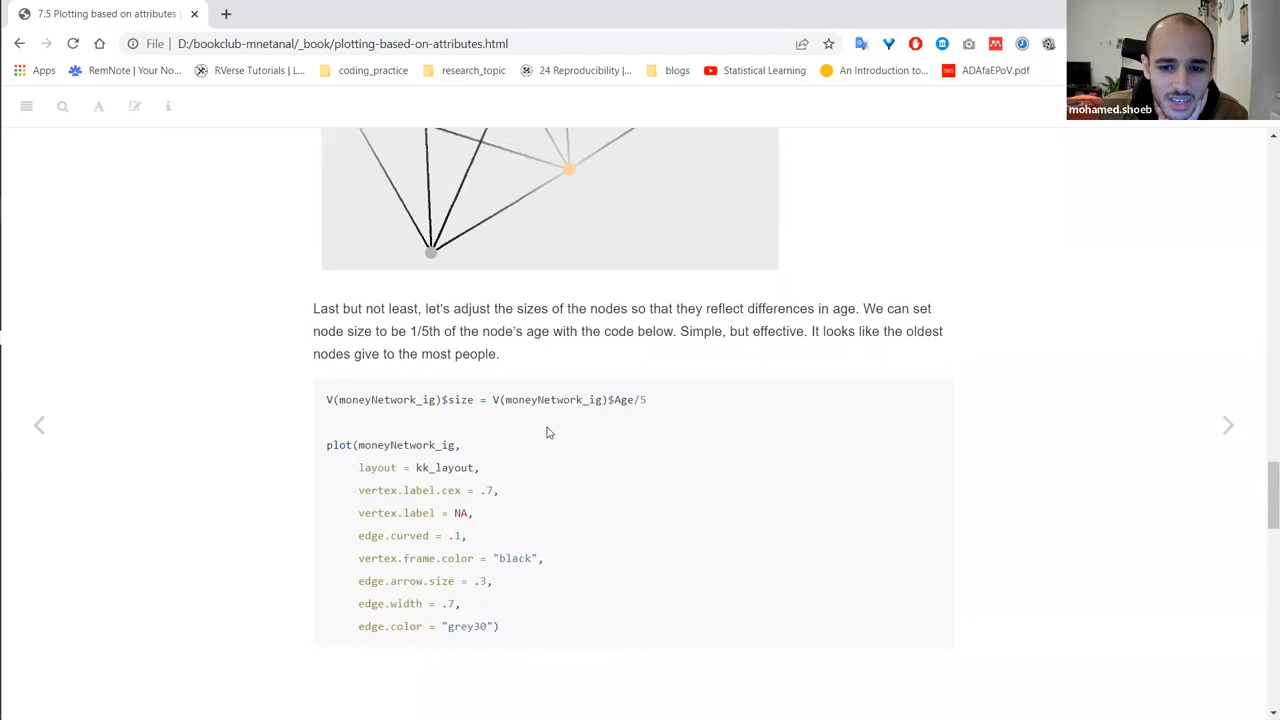 7.5 Plotting based on attributes |
File | D:/bookclub-mnetanal/_book/plotting-based-on-attributes.html
Apps RemNote | Your No... RVersusTutorials | L... coding_practice research_topic 24 Reproducibility |... blogs Statistical Learning An Introduction to... ADAfaEPoV.pdf
mohamed.shoeb
Last but not least, let's adjust the sizes of the nodes so that they reflect differences in age. We can set
node size to be 1/5th of the node's age with the code below. Simple, but effective. It looks like the oldest
nodes give to the most people.
V(moneyNetwork_ig)$size = V(moneyNetwork_ig)$Age/5
plot(moneyNetwork_ig,
layout = kk_layout,
vertex.label.cex = .7,
vertex.label = NA,
edge.curved = .1,
vertex.frame.color = "black",
edge.arrow.size = .3,
edge.width = .7,
edge.color = "grey30")